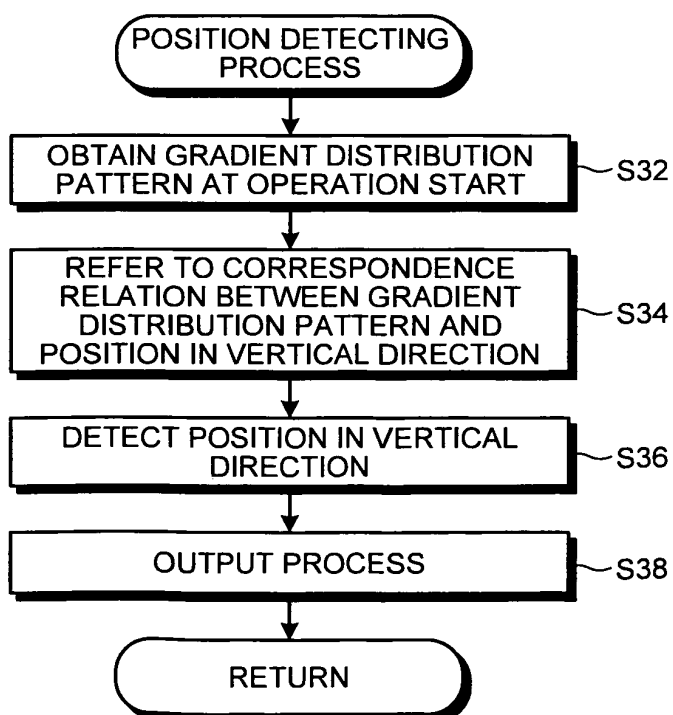 POSITION DETECTING
PROCESS
OBTAIN GRADIENT DISTRIBUTION
PATTERN AT OPERATION START
S32
REFER TO CORRESPONDENCE
RELATION BETWEEN GRADIENT
DISTRIBUTION PATTERN AND
POSITION IN VERTICAL DIRECTION
S34
DETECT POSITION IN VERTICAL
DIRECTION
S36
OUTPUT PROCESS
S38
RETURN